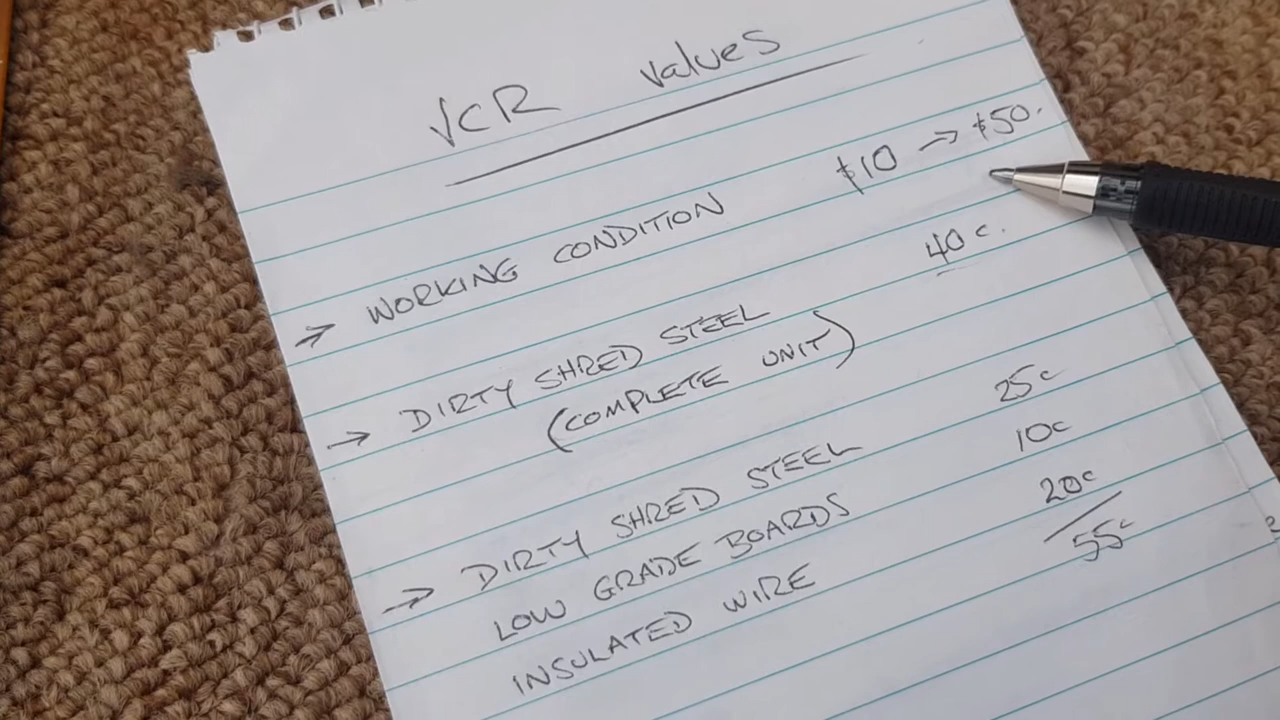 VCR values
→ WORKING CONDITION $10 → $50.
→ DIRTY SHRED STEEL 40c.
(COMPLETE UNIT)
→ DIRTY SHRED STEEL 25c
LOW GRADE BOARDS 10c
INSULATED WIRE 20c
55c